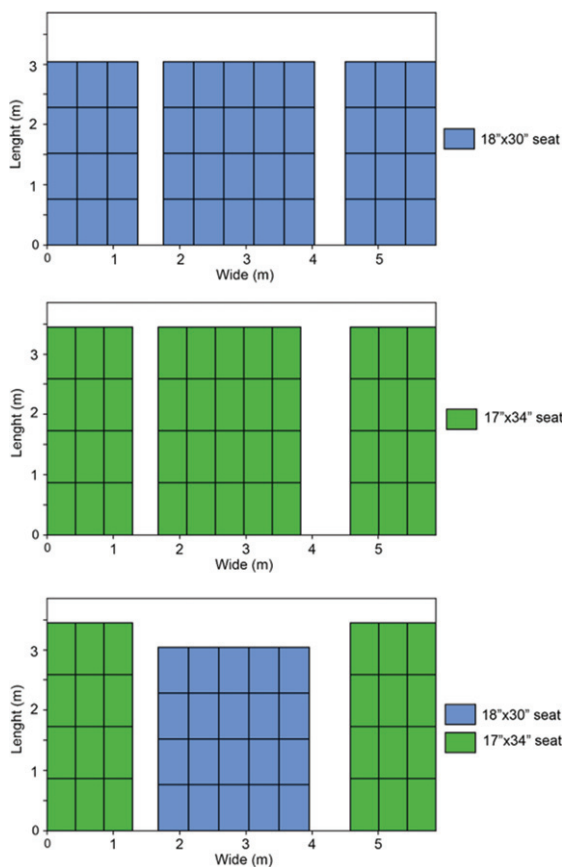 3
2
1
0
Lenght (m)
0 1 2 3 4 5
Wide (m)
18”x30” seat
3
2
1
0
Lenght (m)
0 1 2 3 4 5
Wide (m)
17”x34” seat
3
2
1
0
Lenght (m)
0 1 2 3 4 5
Wide (m)
18”x30” seat
17”x34” seat